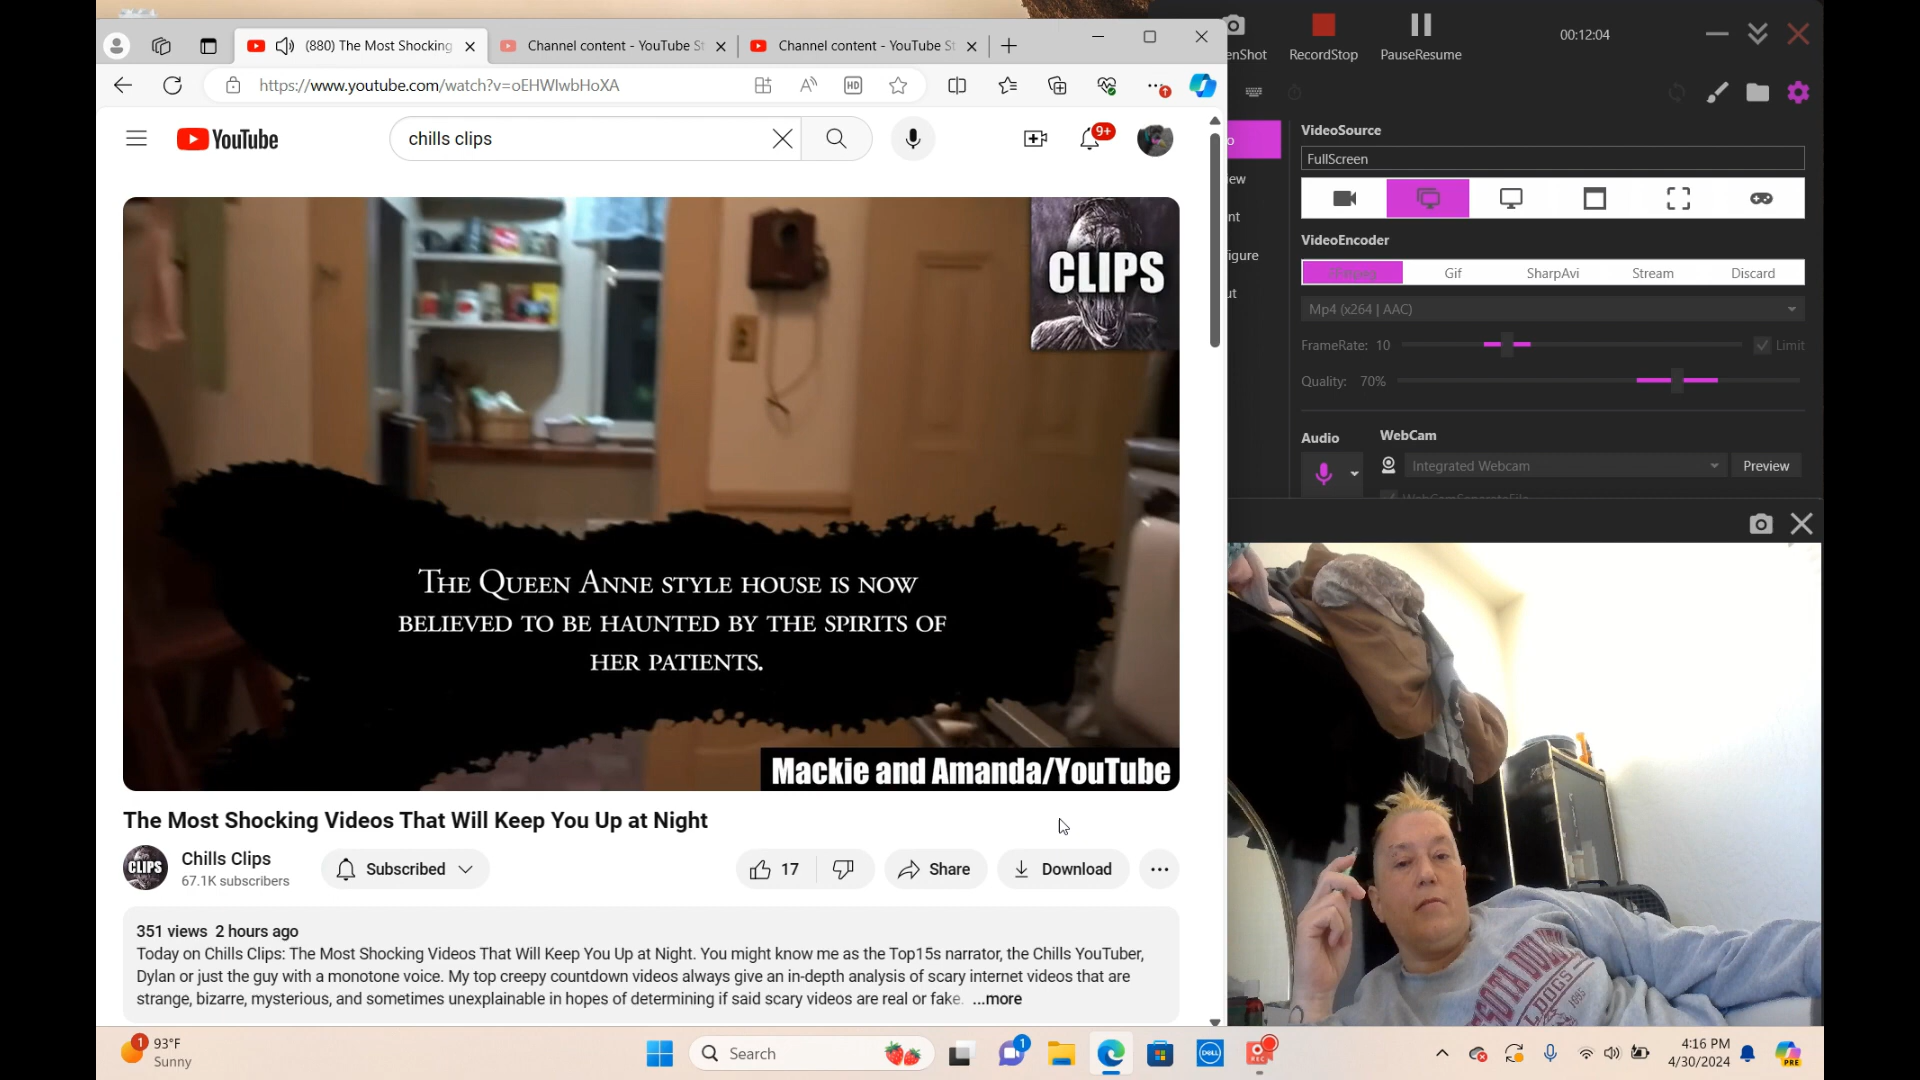 (880) The Most Shocking
Channel content - YouTube St
Channel content - YouTube St
enShot
RecordStop
PauseResume
00:12:04
https://www.youtube.com/watch?v=oEHWIwbHoXA
HD
YouTube
chills clips
9+
VideoSource
FullScreen
VideoEncoder
Gif
SharpAvi
Stream
Discard
Mp4 (x264 | AAC)
FrameRate: 10
Limit
Quality: 70%
Audio
WebCam
Integrated Webcam
Preview
CLIPS
The Queen Anne style house is now
believed to be haunted by the spirits of
her patients.
Mackie and Amanda/YouTube
The Most Shocking Videos That Will Keep You Up at Night
CLIPS
Chills Clips
67.1K subscribers
Subscribed
17
Share
Download
351 views 2 hours ago
Today on Chills Clips: The Most Shocking Videos That Will Keep You Up at Night. You might know me as the Top15s narrator, the Chills YouTuber,
Dylan or just the guy with a monotone voice. My top creepy countdown videos always give an in-depth analysis of scary internet videos that are
strange, bizarre, mysterious, and sometimes unexplainable in hopes of determining if said scary videos are real or fake. ...more
1995
1
93°F
Sunny
Search
1
DELL
REC
4:16 PM
4/30/2024
PRE